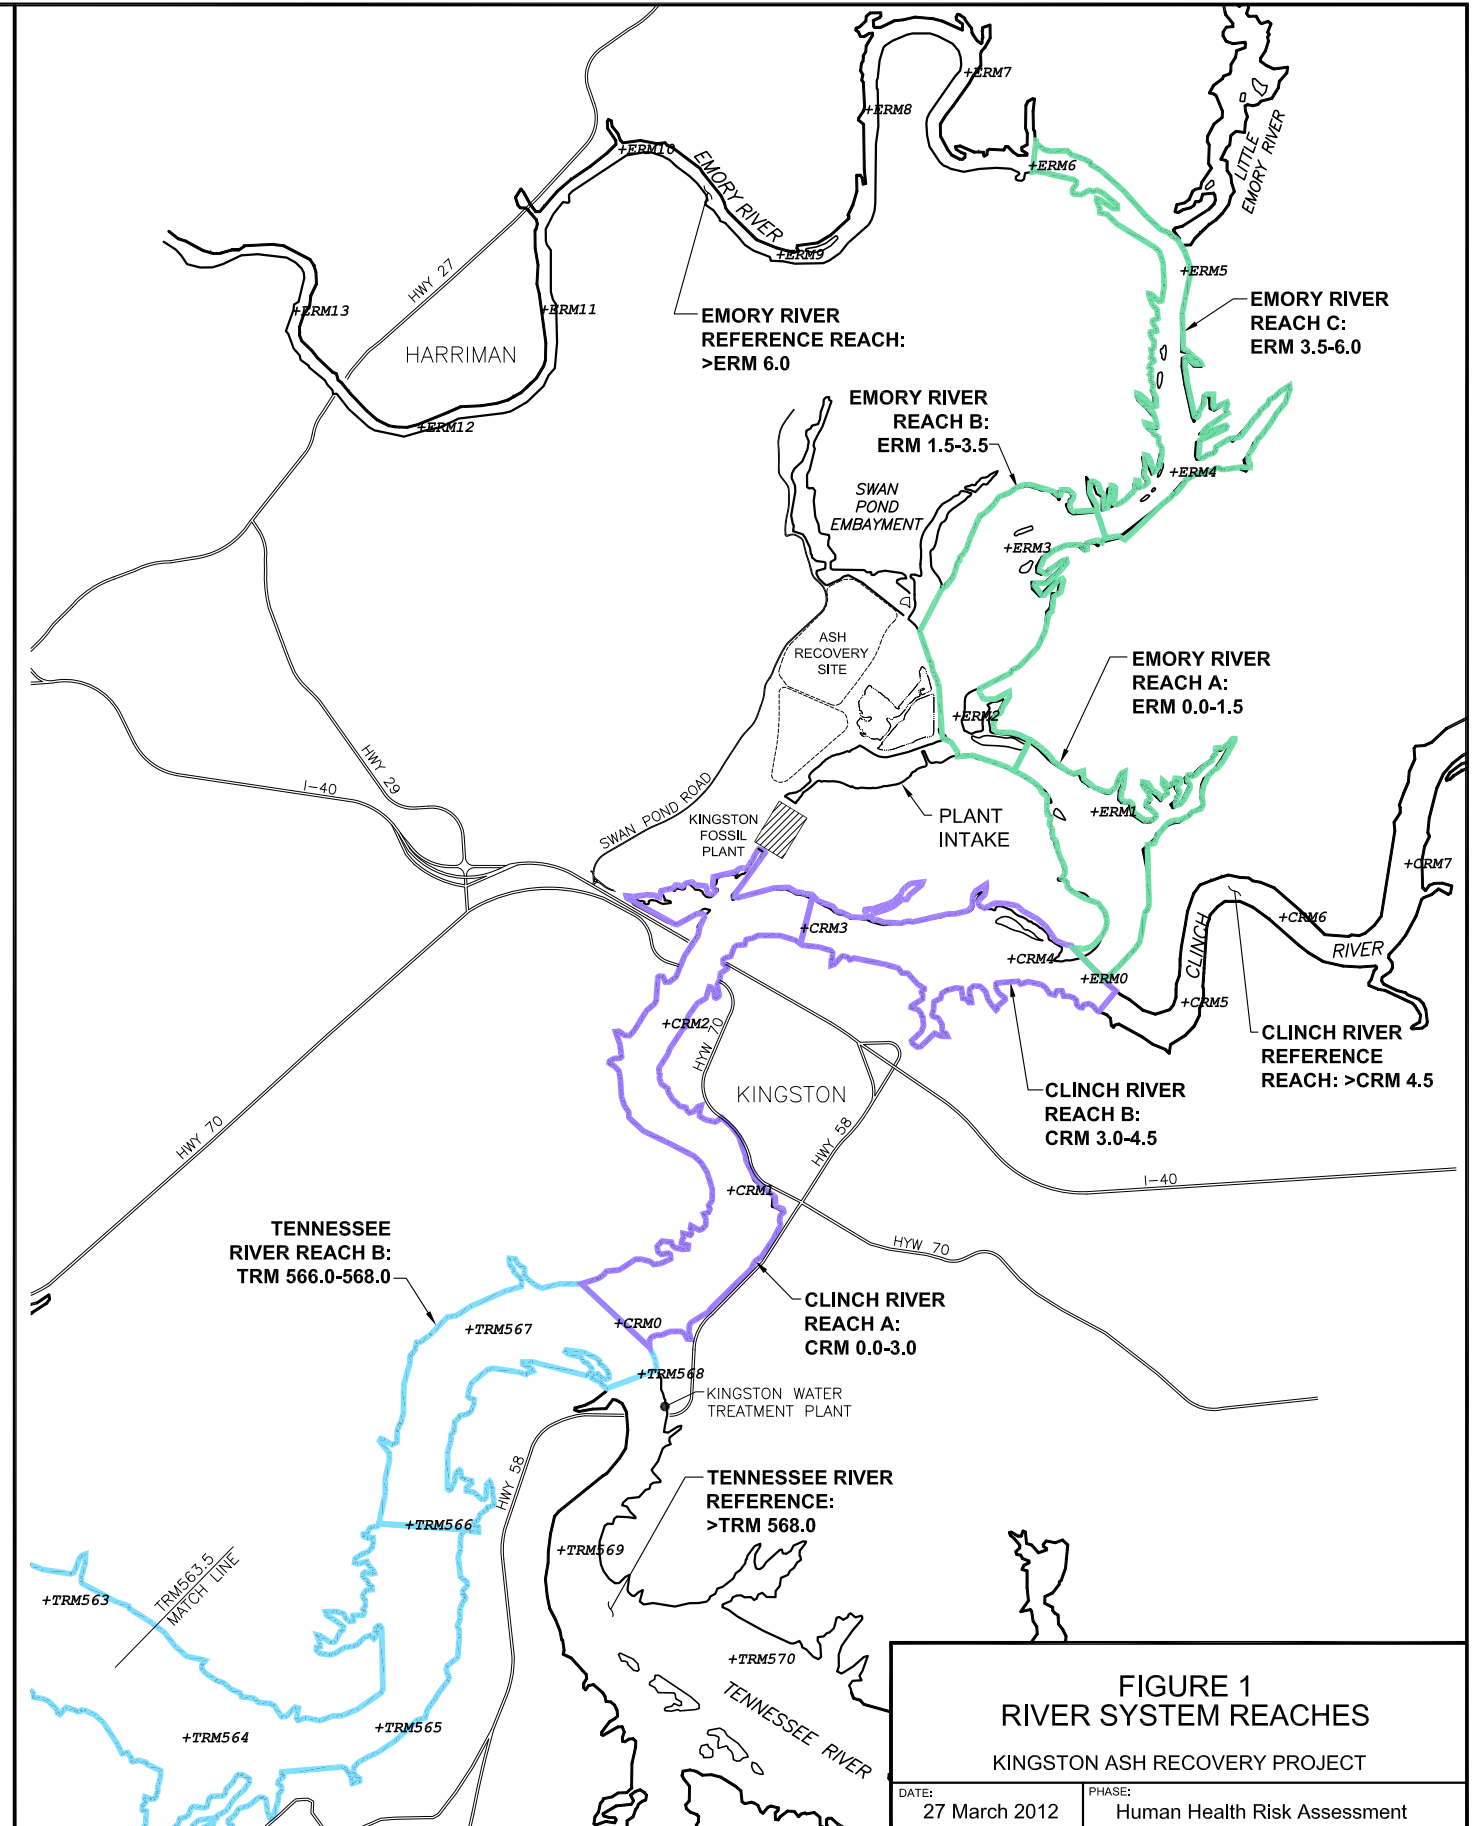 +ERM7
+ERM8
+ERM10
EMORY RIVER
+ERM6
LITTLE
EMORY RIVER
+ERM9
+ERM5
HWY 27
+ERM13
+ERM11
HARRIMAN
EMORY RIVER
REFERENCE REACH:
>ERM 6.0
EMORY RIVER
REACH C:
ERM 3.5-6.0
+ERM12
EMORY RIVER
REACH B:
ERM 1.5-3.5
+ERM4
SWAN
POND
EMBAYMENT
+ERM3
ASH
RECOVERY
SITE
EMORY RIVER
REACH A:
ERM 0.0-1.5
+ERM2
HWY 29
I-40
SWAN POND ROAD
KINGSTON
FOSSIL
PLANT
PLANT
INTAKE
+ERM1
+CRM7
+CRM3
+CRM4
+ERM0
CLINCH
RIVER
+CRM6
+CRM5
+CRM2
HYW 70
KINGSTON
CLINCH RIVER
REFERENCE
REACH: >CRM 4.5
CLINCH RIVER
REACH B:
CRM 3.0-4.5
HWY 70
HWY 58
I-40
+CRM1
HYW 70
TENNESSEE
RIVER REACH B:
TRM 566.0-568.0
+TRM567
+CRM0
CLINCH RIVER
REACH A:
CRM 0.0-3.0
+TRM568
KINGSTON WATER
TREATMENT PLANT
HWY 58
TENNESSEE RIVER
REFERENCE:
>TRM 568.0
+TRM566
+TRM569
TRM563.5
MATCH LINE
+TRM563
+TRM570
TENNESSEE RIVER
+TRM564
+TRM565
FIGURE 1
RIVER SYSTEM REACHES
KINGSTON ASH RECOVERY PROJECT
DATE:
27 March 2012
PHASE:
Human Health Risk Assessment